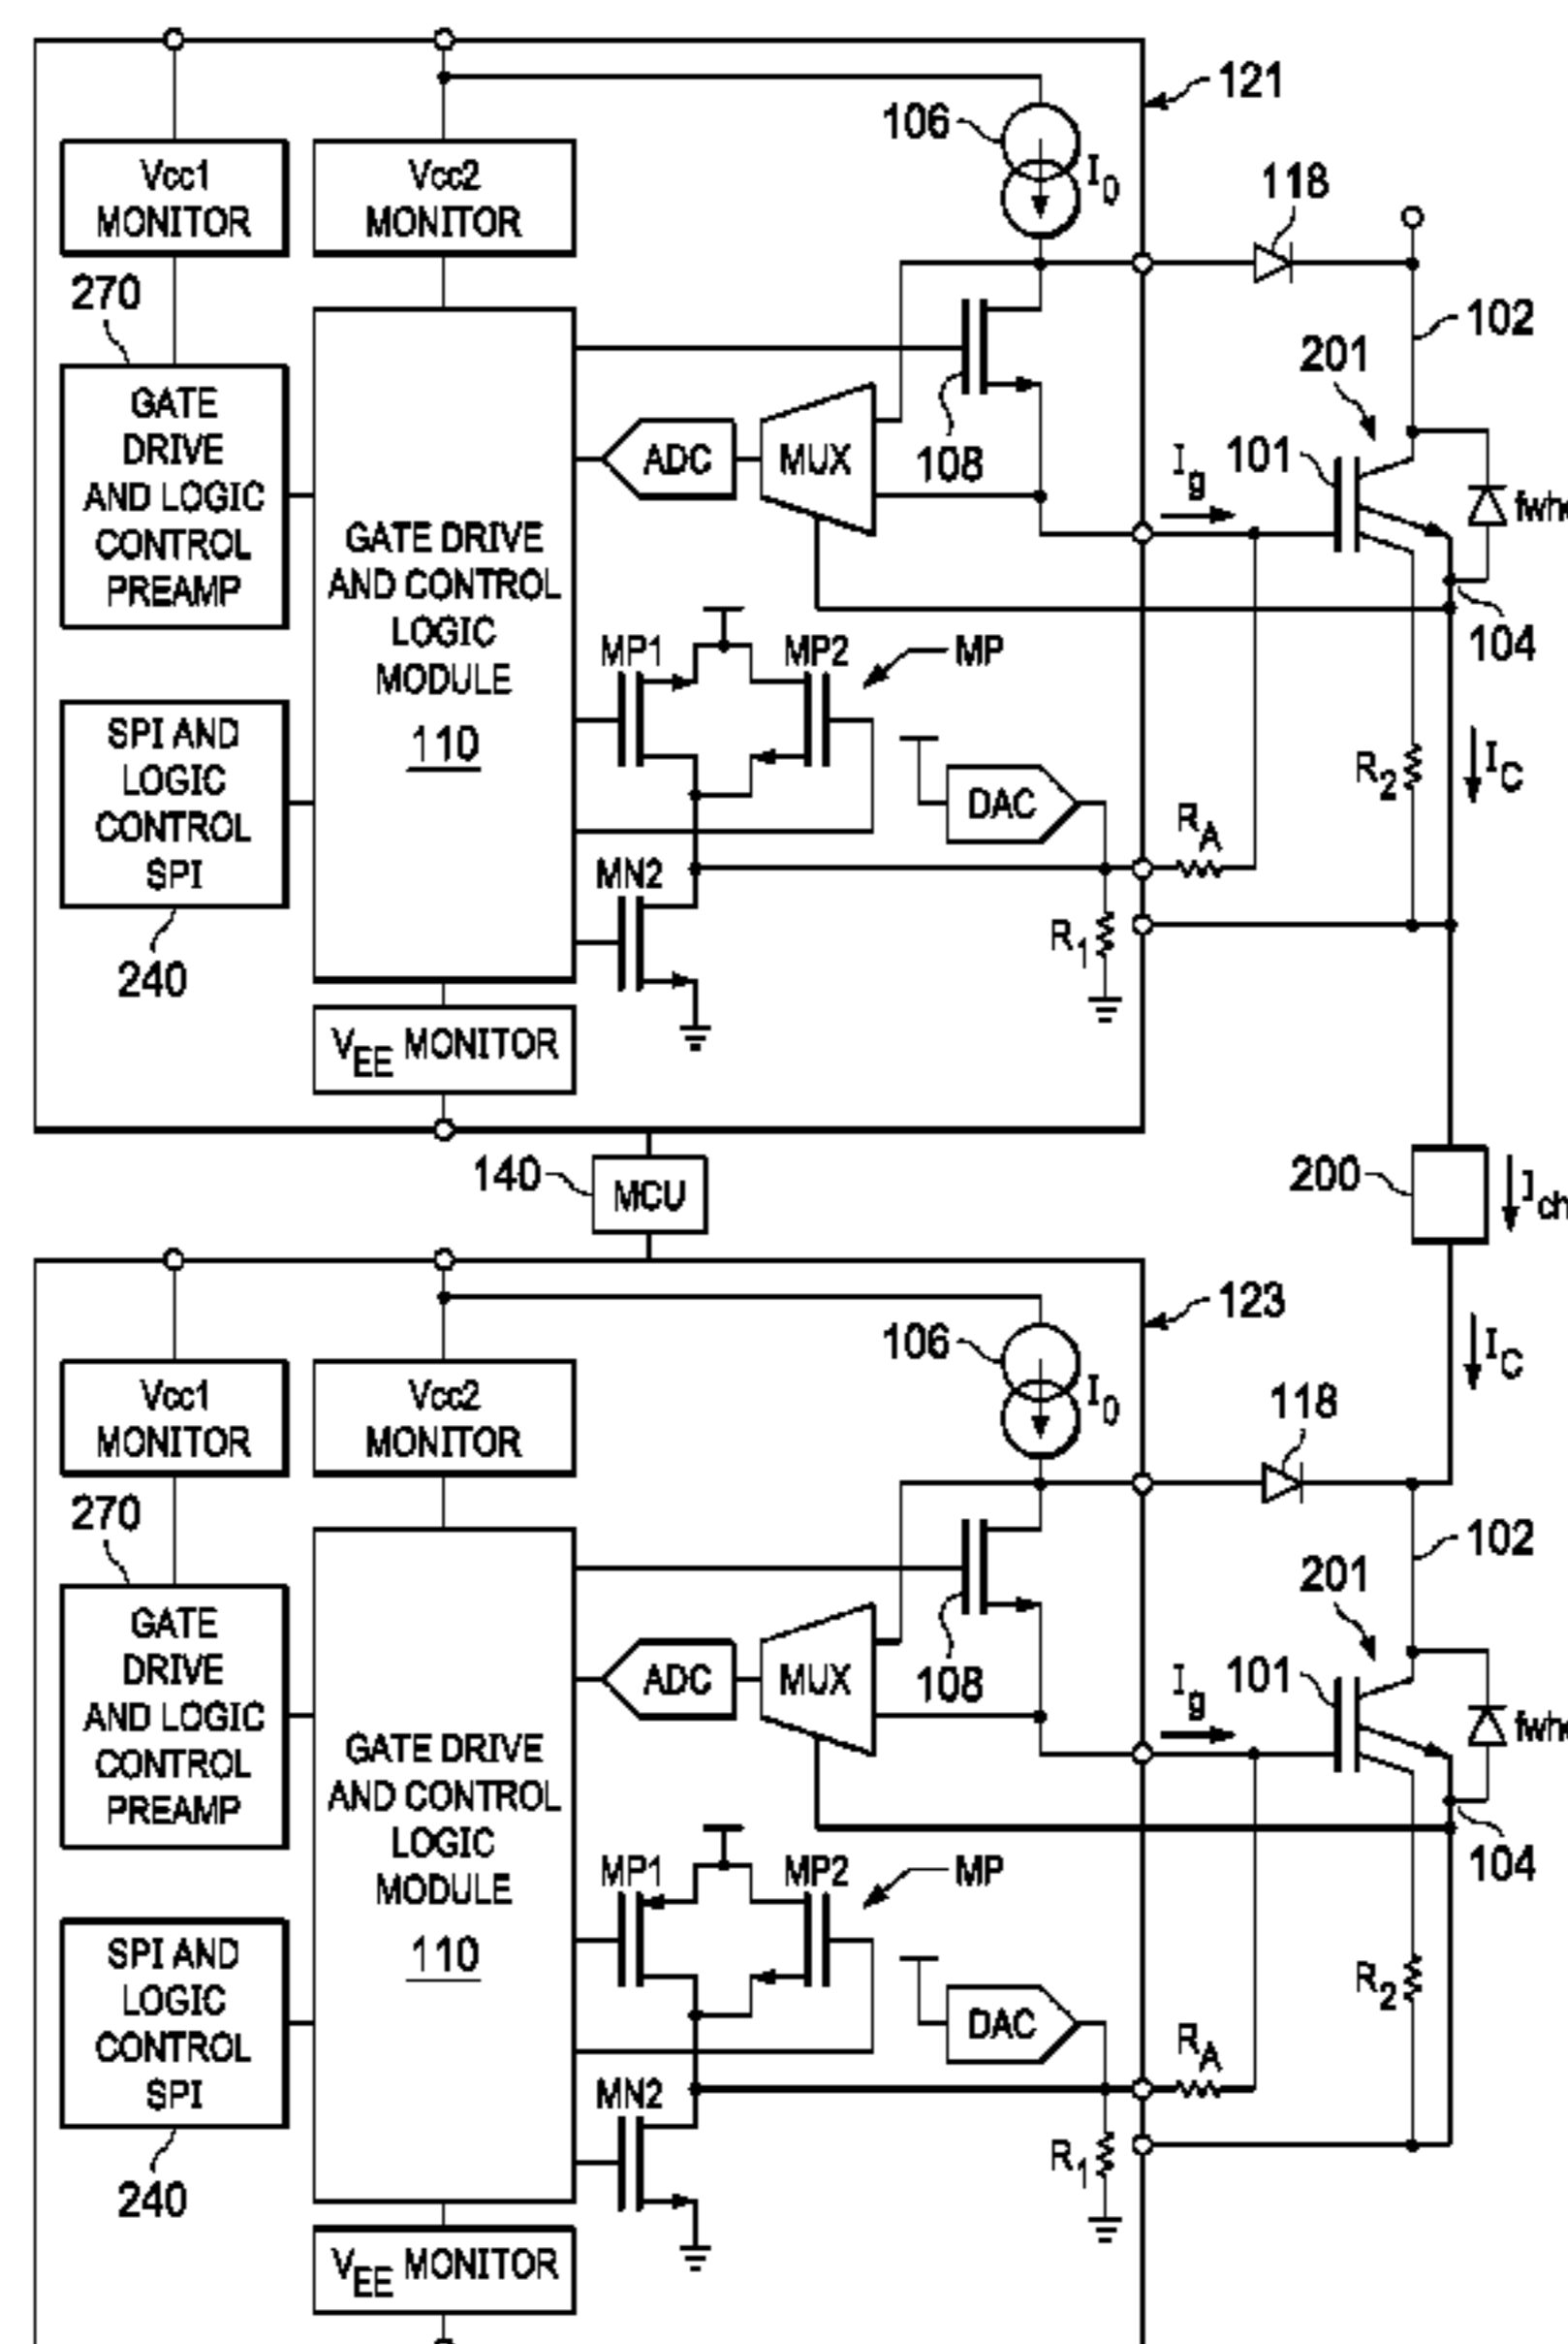 121
106
I0
118
Vcc1
MONITOR
Vcc2
MONITOR
102
270
201
GATE
DRIVE
AND LOGIC
CONTROL
PREAMP
ADC
MUX
108
Ig
101
GATE DRIVE
AND CONTROL
LOGIC
MODULE
110
104
MP1
MP2
MP
SPI AND
LOGIC
CONTROL
SPI
DAC
R2
IC
RA
MN2
R1
240
VEE MONITOR
140
MCU
200
123
106
I0
IC
118
Vcc1
MONITOR
Vcc2
MONITOR
102
270
201
GATE
DRIVE
AND LOGIC
CONTROL
PREAMP
ADC
MUX
108
Ig
101
GATE DRIVE
AND CONTROL
LOGIC
MODULE
110
104
MP1
MP2
MP
SPI AND
LOGIC
CONTROL
SPI
DAC
R2
RA
MN2
R1
240
VEE MONITOR